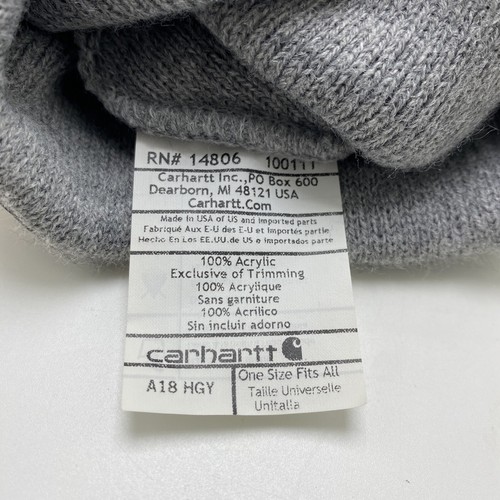 RN# 14806
Carhartt Inc.,PO Box 600
Dearborn, MI 48121 USA
Carhartt.Com
Made in USA of US and Imported parts
Fabriqué Aux E-U des E-U et importés partie
Hecho En Los EE.UU.de US e importados parte
100% Acrylic
Exclusive of Trimming
100% Acrylique
Sans garniture
100% Acrilico
Sin incluir adorno
carhartt
A18 HGY
One Size Fits All
Taille Universelle
Unitalia